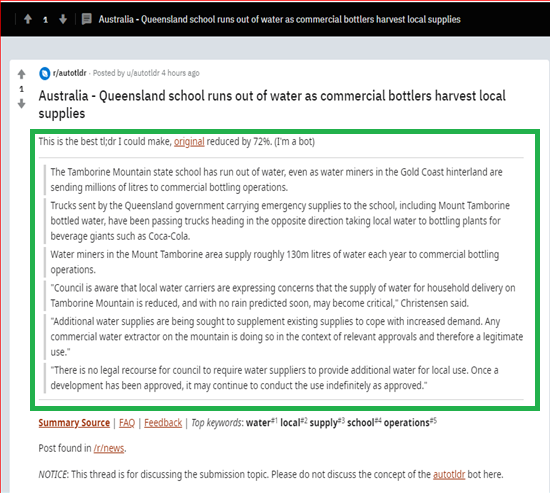 1 Australia - Queensland school runs out of water as commercial bottlers harvest local supplies
r/autotldr · Posted by u/autotldr 4 hours ago
1
Australia - Queensland school runs out of water as commercial bottlers harvest local
supplies
This is the best tl;dr I could make, original reduced by 72%. (I'm a bot)
The Tamborine Mountain state school has run out of water, even as water miners in the Gold Coast hinterland are
sending millions of litres to commercial bottling operations.
Trucks sent by the Queensland government carrying emergency supplies to the school, including Mount Tamborine
bottled water, have been passing trucks heading in the opposite direction taking local water to bottling plants for
beverage giants such as Coca-Cola.
Water miners in the Mount Tamborine area supply roughly 130m litres of water each year to commercial bottling
operations.
"Council is aware that local water carriers are expressing concerns that the supply of water for household delivery on
Tamborine Mountain is reduced, and with no rain predicted soon, may become critical," Christensen said.
"Additional water supplies are being sought to supplement existing supplies to cope with increased demand. Any
commercial water extractor on the mountain is doing so in the context of relevant approvals and therefore a legitimate
use."
"There is no legal recourse for council to require water suppliers to provide additional water for local use. Once a
development has been approved, it may continue to conduct the use indefinitely as approved."
Summary Source | FAQ | Feedback | Top keywords: water#1 local#2 supply#3 school#4 operations#5
Post found in /r/news.
NOTICE: This thread is for discussing the submission topic. Please do not discuss the concept of the autotldr bot here.